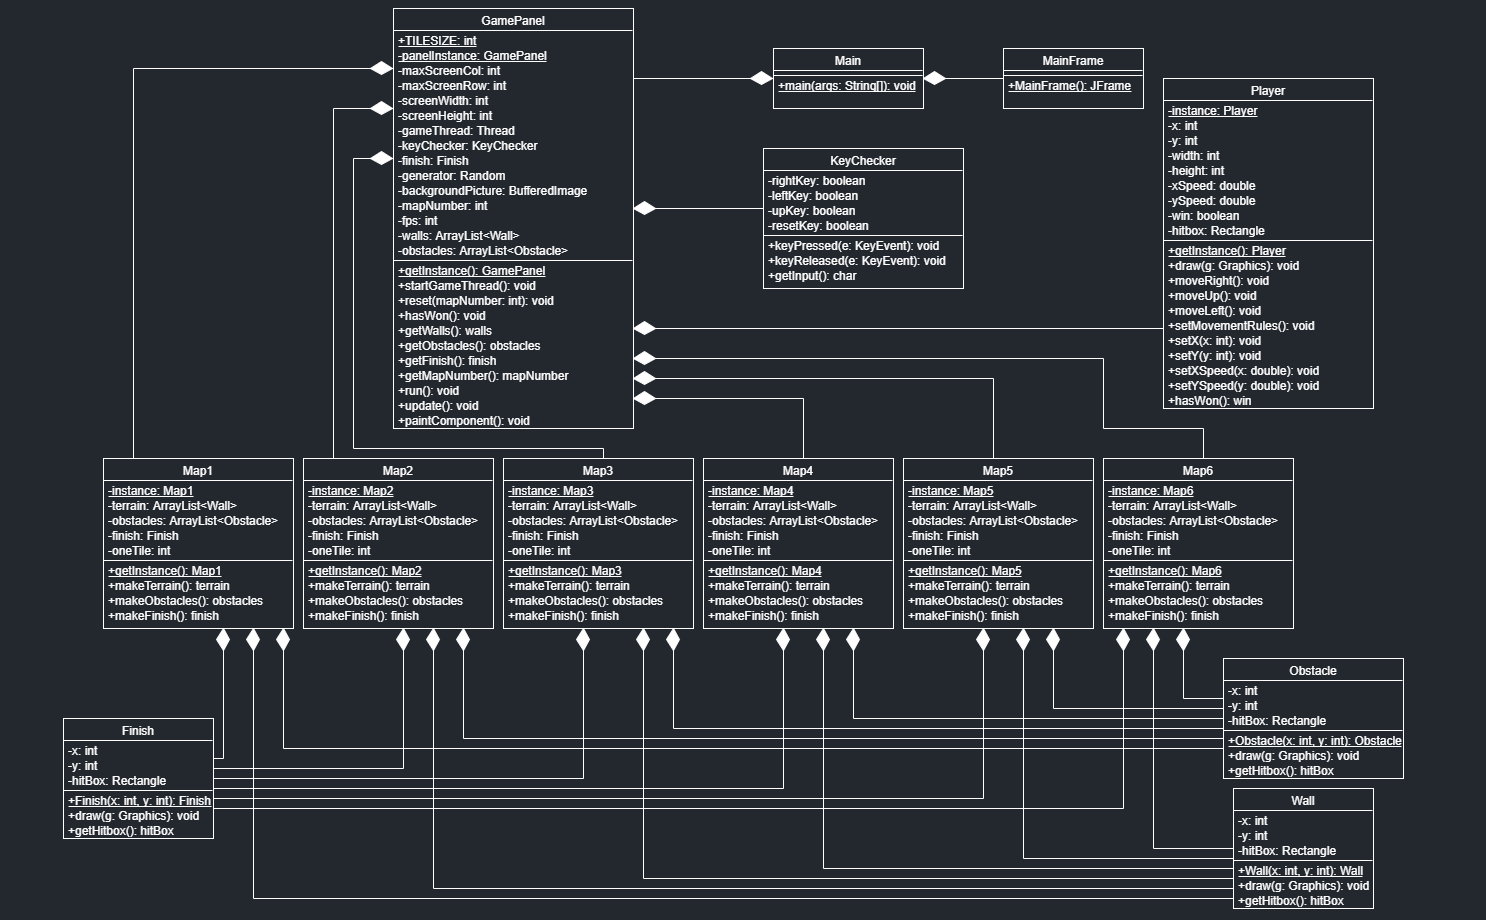 GamePanel
+TILESIZE: int
-panelInstance: GamePanel
-maxScreenCol: int
-maxScreenRow: int
-screenWidth: int
-screenHeight: int
-gameThread: Thread
-keyChecker: KeyChecker
-finish: Finish
-generator: Random
-backgroundPicture: BufferedImage
-mapNumber: int
-fps: int
-walls: ArrayList<Wall>
-obstacles: ArrayList<Obstacle>
+getInstance(): GamePanel
+startGameThread(): void
+reset(mapNumber: int): void
+hasWon(): void
+getWalls(): walls
+getObstacles(): obstacles
+getFinish(): finish
+getMapNumber(): mapNumber
+run(): void
+update(): void
+paintComponent(): void
Main
+main(args: String[]): void
MainFrame
+MainFrame(): JFrame
Player
-instance: Player
-x: int
-y: int
-width: int
-height: int
-xSpeed: double
-ySpeed: double
-win: boolean
-hitbox: Rectangle
+getInstance(): Player
+draw(g: Graphics): void
+moveRight(): void
+moveUp(): void
+moveLeft(): void
+setMovementRules(): void
+setX(x: int): void
+setY(y: int): void
+setXSpeed(x: double): void
+setYSpeed(y: double): void
+hasWon(): win
KeyChecker
-rightKey: boolean
-leftKey: boolean
-upKey: boolean
-resetKey: boolean
+keyPressed(e: KeyEvent): void
+keyReleased(e: KeyEvent): void
+getInput(): char
Map1
-instance: Map1
-terrain: ArrayList<Wall>
-obstacles: ArrayList<Obstacle>
-finish: Finish
-oneTile: int
+getInstance(): Map1
+makeTerrain(): terrain
+makeObstacles(): obstacles
+makeFinish(): finish
Map2
-instance: Map2
-terrain: ArrayList<Wall>
-obstacles: ArrayList<Obstacle>
-finish: Finish
-oneTile: int
+getInstance(): Map2
+makeTerrain(): terrain
+makeObstacles(): obstacles
+makeFinish(): finish
Map3
-instance: Map3
-terrain: ArrayList<Wall>
-obstacles: ArrayList<Obstacle>
-finish: Finish
-oneTile: int
+getInstance(): Map3
+makeTerrain(): terrain
+makeObstacles(): obstacles
+makeFinish(): finish
Map4
-instance: Map4
-terrain: ArrayList<Wall>
-obstacles: ArrayList<Obstacle>
-finish: Finish
-oneTile: int
+getInstance(): Map4
+makeTerrain(): terrain
+makeObstacles(): obstacles
+makeFinish(): finish
Map5
-instance: Map5
-terrain: ArrayList<Wall>
-obstacles: ArrayList<Obstacle>
-finish: Finish
-oneTile: int
+getInstance(): Map5
+makeTerrain(): terrain
+makeObstacles(): obstacles
+makeFinish(): finish
Map6
-instance: Map6
-terrain: ArrayList<Wall>
-obstacles: ArrayList<Obstacle>
-finish: Finish
-oneTile: int
+getInstance(): Map6
+makeTerrain(): terrain
+makeObstacles(): obstacles
+makeFinish(): finish
Finish
-x: int
-y: int
-hitBox: Rectangle
+Finish(x: int, y: int): Finish
+draw(g: Graphics): void
+getHitbox(): hitBox
Obstacle
-x: int
-y: int
-hitBox: Rectangle
+Obstacle(x: int, y: int): Obstacle
+draw(g: Graphics): void
+getHitbox(): hitBox
Wall
-x: int
-y: int
-hitBox: Rectangle
+Wall(x: int, y: int): Wall
+draw(g: Graphics): void
+getHitbox(): hitBox